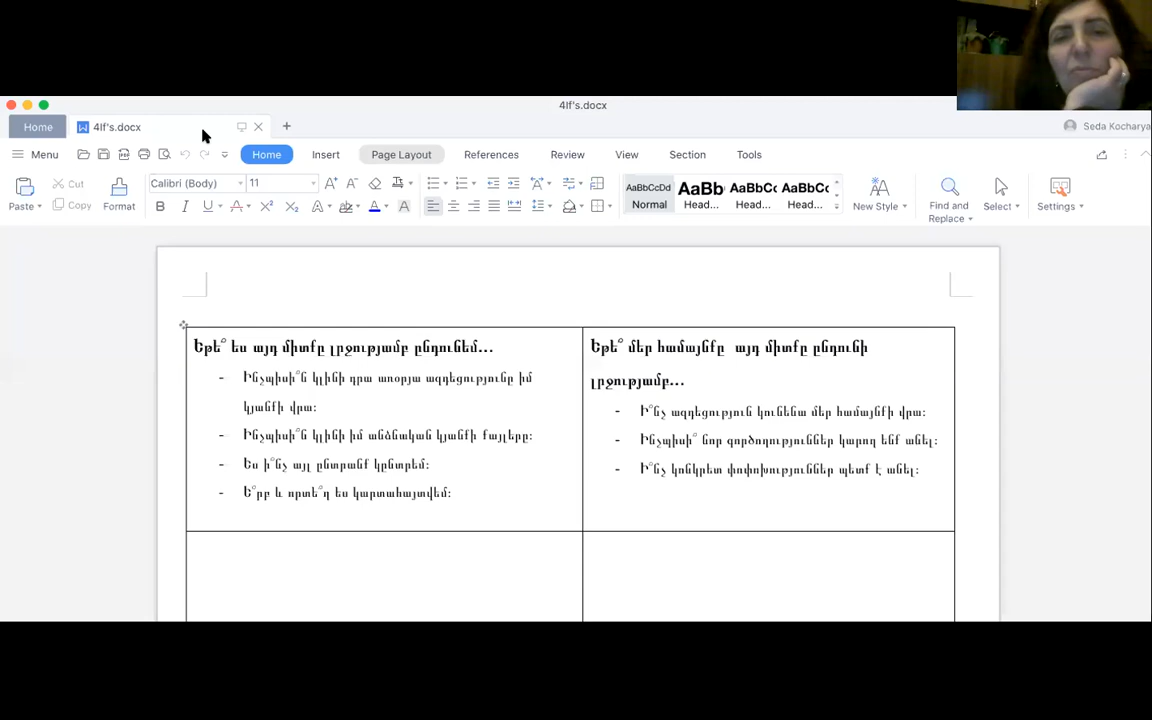 4If's.docx
Home
4If's.docx
Seda Kocharya
Menu
Home
Insert
Page Layout
References
Review
View
Section
Tools
Paste
Cut
Copy
Format
Calibri (Body)
11
AaBbCcDd
Normal
AaBb
Head...
AaBbCc
Head...
AaBbCc
Head...
New Style
Find and
Replace
Select
Settings
Եթե՞ ես այդ միտքը լրջությամբ ընդունեմ...
- Ինչպիսի՞ն կլինի դրա առօրյա ազդեցությունը իմ
կյանքի վրա:
- Ինչպիսի՞ն կլինի իմ անձնական կյանքի քայլերը:
- Ես ի՞նչ այլ ընտրանք կընտրեմ:
- Ե՞րբ և որտե՞ղ ես կարտահայտվեմ:
Եթե՞ մեր համայնքը այդ միտքը ընդունի
լրջությամբ...
- Ի՞նչ ազդեցություն կունենա մեր համայնքի վրա:
- Ինչպիսի՞ նոր գործողություններ կարող ենք անել:
- Ի՞նչ կոնկրետ փոփոխություններ պետք է անել: